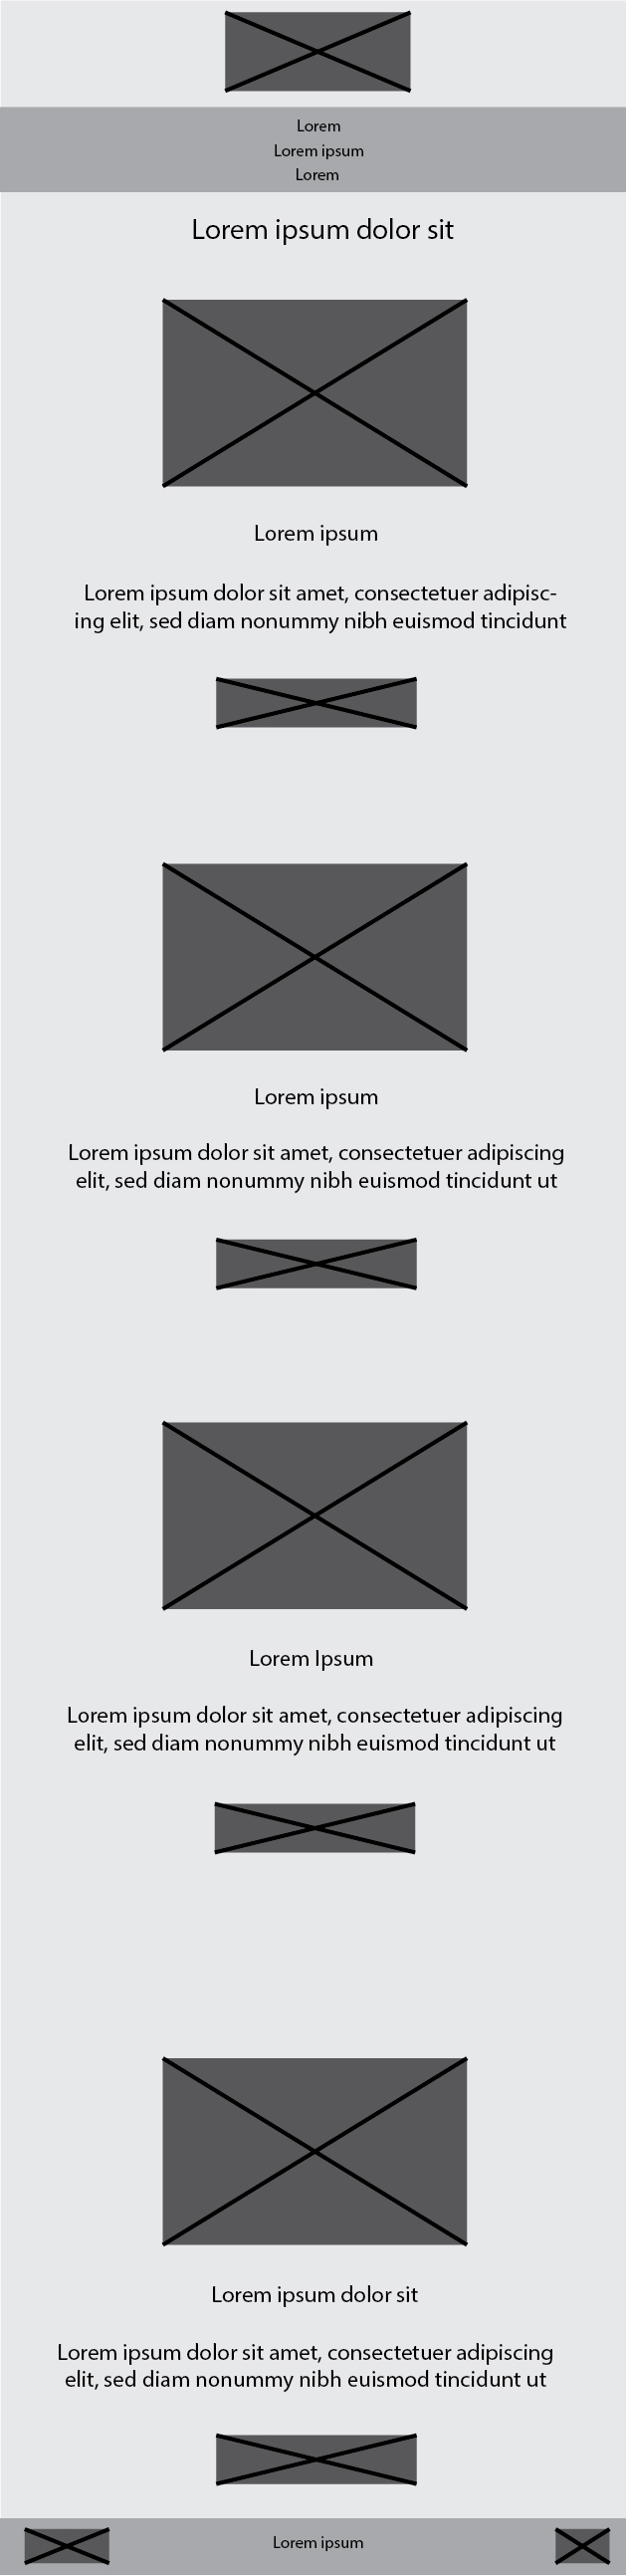 Lorem
Lorem ipsum
Lorem
Lorem ipsum dolor sit
Lorem ipsum
Lorem ipsum dolor sit amet, consectetuer adipisc-
ing elit, sed diam nonummy nibh euismod tincidunt
Lorem ipsum
Lorem ipsum dolor sit amet, consectetuer adipiscing
elit, sed diam nonummy nibh euismod tincidunt ut
Lorem Ipsum
Lorem ipsum dolor sit amet, consectetuer adipiscing
elit, sed diam nonummy nibh euismod tincidunt ut
Lorem ipsum dolor sit
Lorem ipsum dolor sit amet, consectetuer adipiscing
elit, sed diam nonummy nibh euismod tincidunt ut
Lorem ipsum